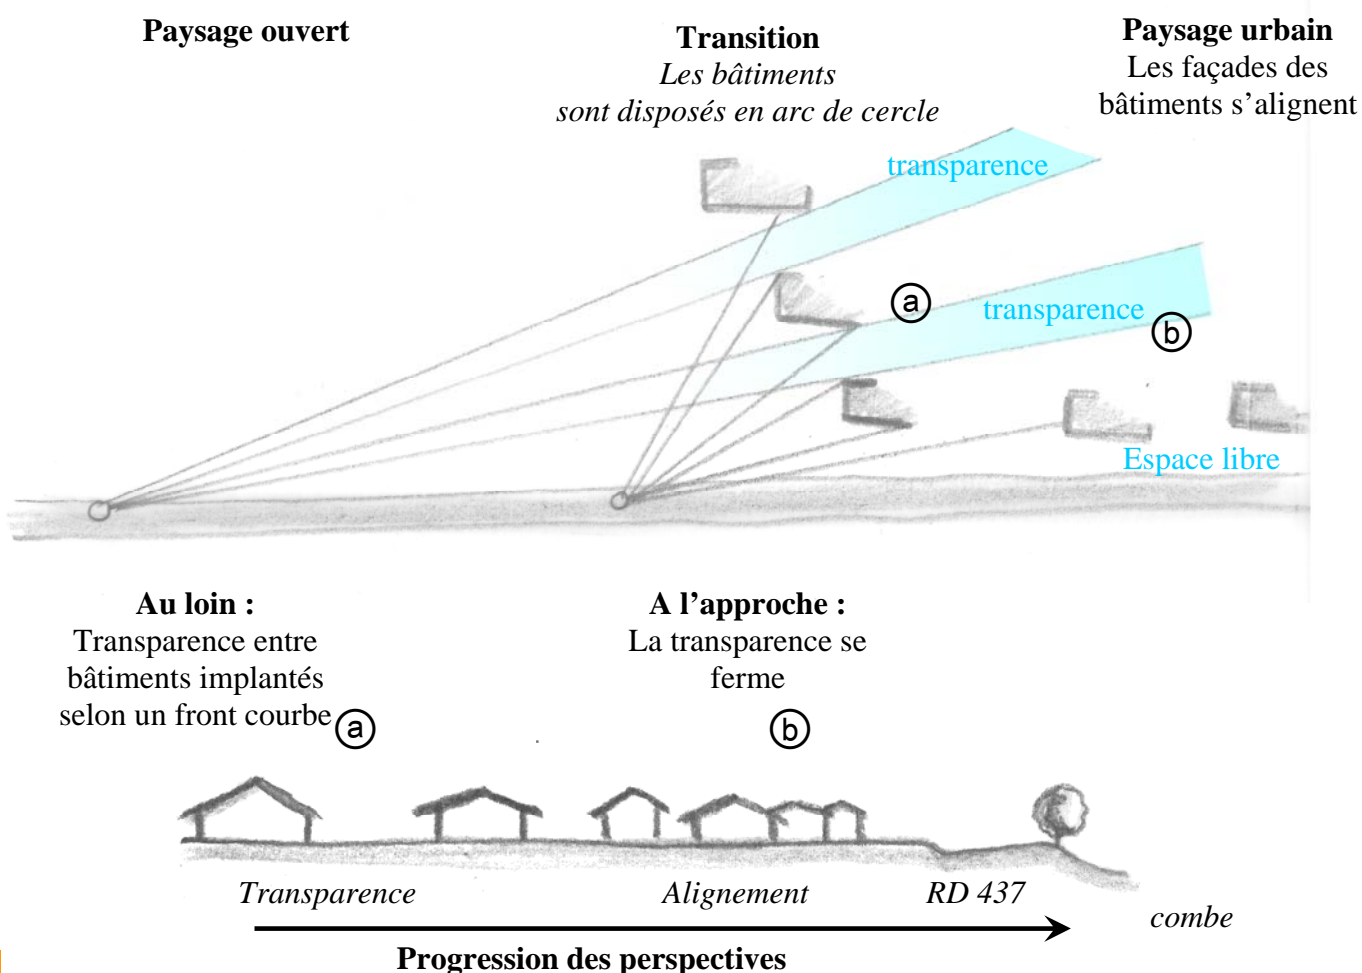 Paysage ouvert
Transition
Les bâtiments
sont disposés en arc de cercle
Paysage urbain
Les façades des
bâtiments s’alignent
transparence
a
transparence
b
Espace libre
Au loin :
Transparence entre
bâtiments implantés
selon un front courbe
a
A l’approche :
La transparence se
ferme
b
Transparence
Alignement
RD 437
combe
Progression des perspectives